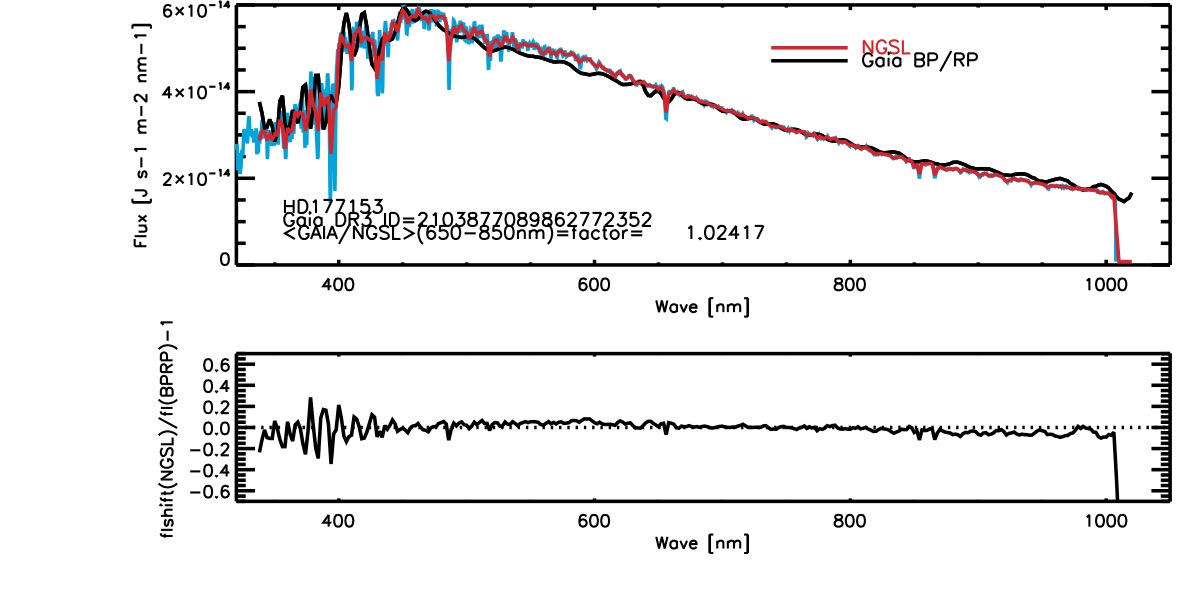 6×10−14
4×10−14
2×10−14
0
Flux [J s−1 m−2 nm−1]
NGSL
Gaia BP/RP
HD177153
Gaia DR3 ID=2103877089862772352
<GAIA/NGSL>(650−850nm)=factor= 1.02417
400 600 800 1000
Wave [nm]
flshift(NGSL)/fl(BPRP)−1
0.6
0.4
0.2
0.0
−0.2
−0.4
−0.6
400 600 800 1000
Wave [nm]